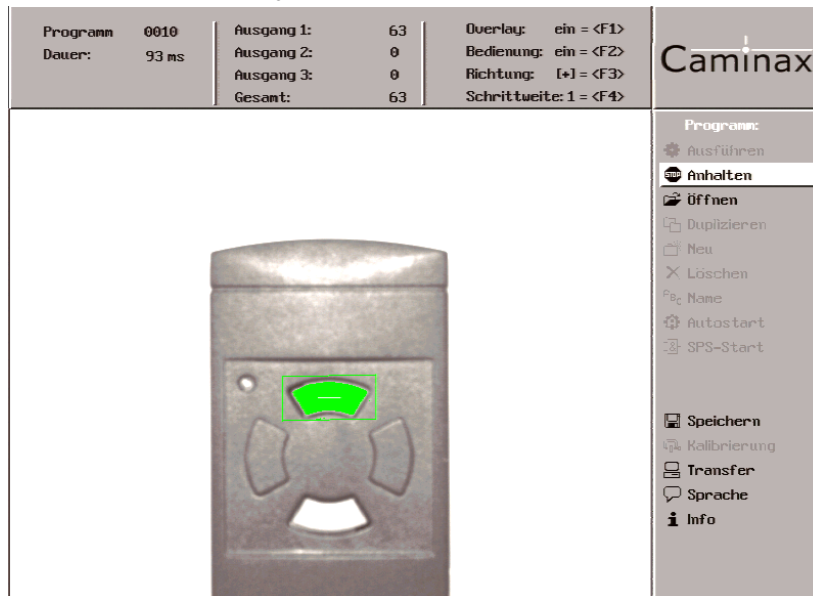 Programm 0010
Dauer: 93 ms
Ausgang 1: 63
Ausgang 2: 0
Ausgang 3: 0
Gesamt: 63
Overlay: ein = <F1>
Bedienung: ein = <F2>
Richtung: [+] = <F3>
Schrittweite: 1 = <F4>
Caminax
Programm:
Ausführen
STOP Anhalten
Öffnen
Duplizieren
Neu
Löschen
ABC Name
Autostart
SPS-Start
Speichern
Kalibrierung
Transfer
Sprache
i Info